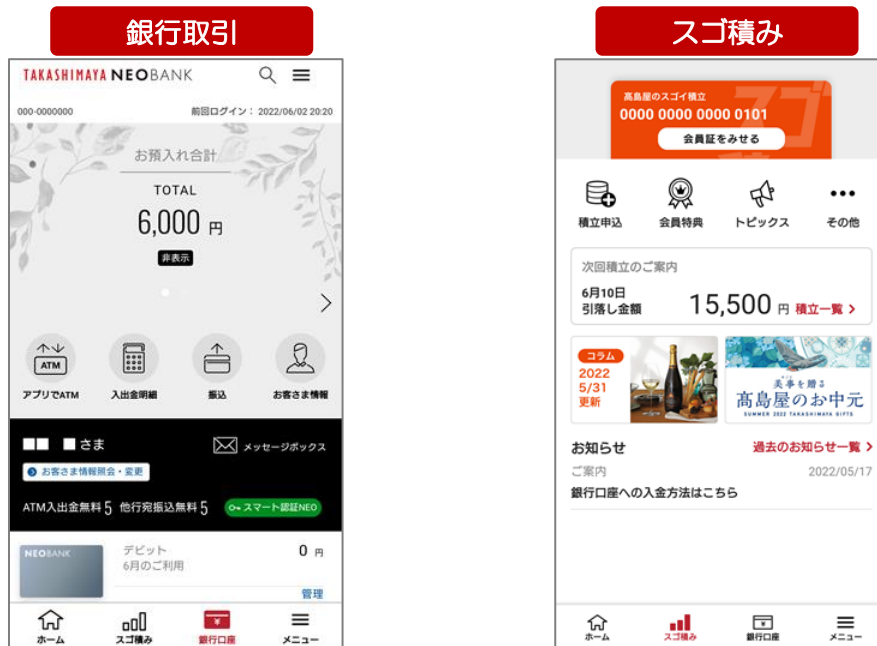 銀行取引
TAKASHIMAYA NEOBANK
000-0000000 前回ログイン： 2022/06/02 20:20
お預入れ合計
TOTAL
6,000 円
非表示
ATM
アプリでATM 入出金明細 振込 お客さま情報
さま メッセージボックス
お客さま情報照会・変更
ATM入出金無料 5 他行宛振込無料 5 スマート認証NEO
NEOBANK デビット 0 円
6月のご利用
管理
ホーム スゴ積み 銀行口座 メニュー
スゴ積み
髙島屋のスゴイ積立
0000 0000 0000 0101
会員証をみせる
積立申込 会員特典 トピックス その他
次回積立のご案内
6月10日
引落し金額 15,500 円 積立一覧
コラム
2022
5/31
更新
美事を贈る
髙島屋のお中元
SUMMER 2022 TAKASHIMAYA GIFTS
お知らせ 過去のお知らせ一覧
ご案内 2022/05/17
銀行口座への入金方法はこちら
ホーム スゴ積み 銀行口座 メニュー